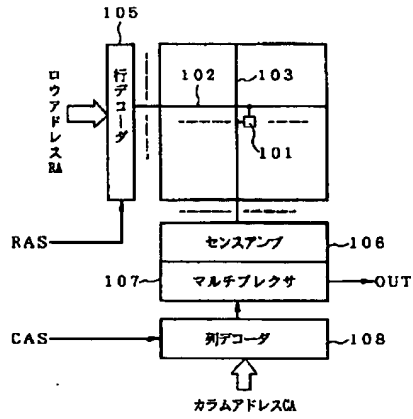 105
行デコーダ
ロウアドレスRA
102
103
101
RAS
センスアンプ
106
107
マルチプレクサ
OUT
CAS
列デコーダ
108
カラムアドレスCA